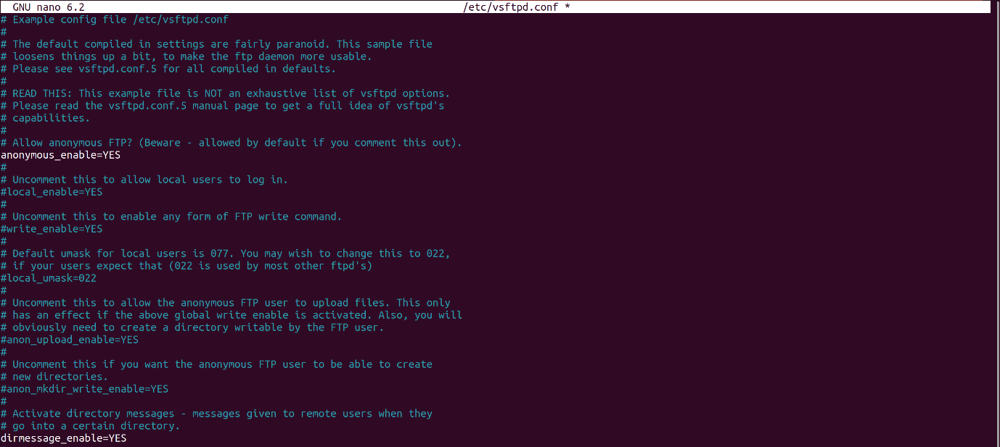 GNU nano 6.2 /etc/vsftpd.conf *
# Example config file /etc/vsftpd.conf
#
# The default compiled in settings are fairly paranoid. This sample file
# loosens things up a bit, to make the ftp daemon more usable.
# Please see vsftpd.conf.5 for all compiled in defaults.
#
# READ THIS: This example file is NOT an exhaustive list of vsftpd options.
# Please read the vsftpd.conf.5 manual page to get a full idea of vsftpd's
# capabilities.
#
# Allow anonymous FTP? (Beware - allowed by default if you comment this out).
anonymous_enable=YES
#
# Uncomment this to allow local users to log in.
#local_enable=YES
#
# Uncomment this to enable any form of FTP write command.
#write_enable=YES
#
# Default umask for local users is 077. You may wish to change this to 022,
# if your users expect that (022 is used by most other ftpd's)
#local_umask=022
#
# Uncomment this to allow the anonymous FTP user to upload files. This only
# has an effect if the above global write enable is activated. Also, you will
# obviously need to create a directory writable by the FTP user.
#anon_upload_enable=YES
#
# Uncomment this if you want the anonymous FTP user to be able to create
# new directories.
#anon_mkdir_write_enable=YES
#
# Activate directory messages - messages given to remote users when they
# go into a certain directory.
dirmessage_enable=YES